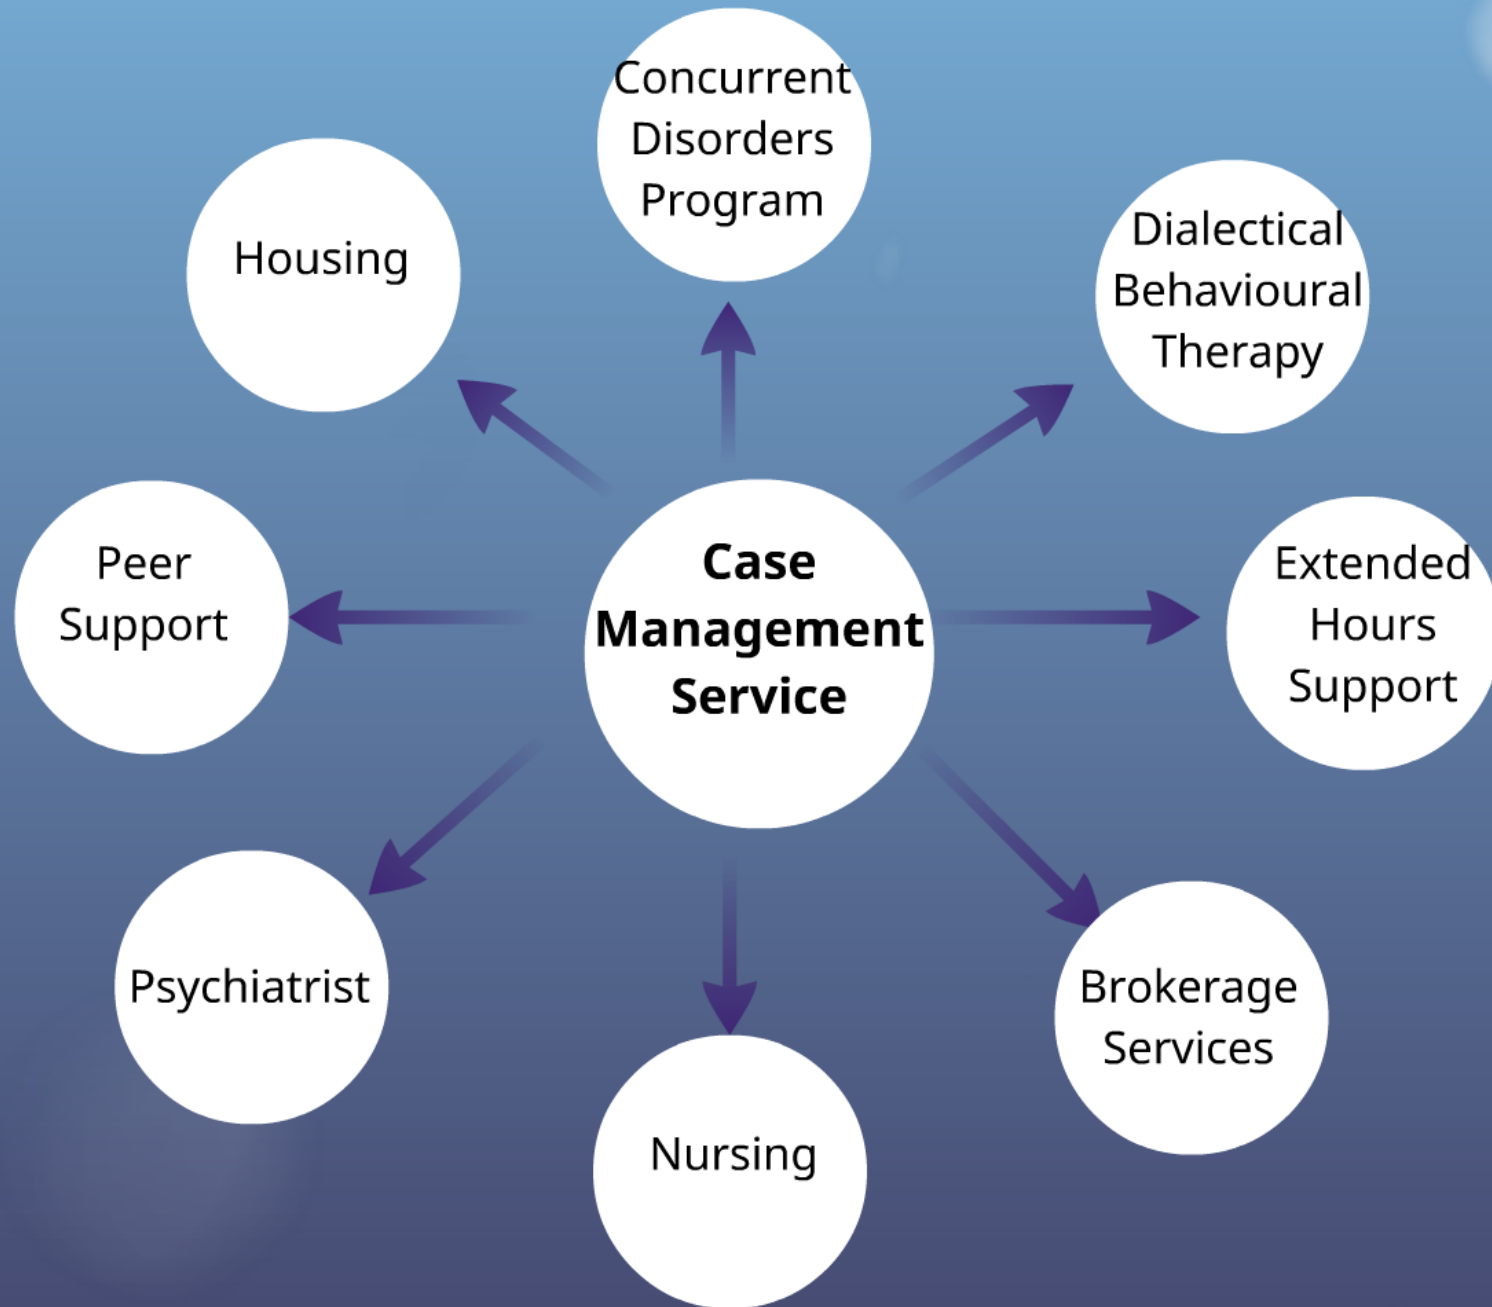 Concurrent
Disorders
Program
Housing
Dialectical
Behavioural
Therapy
Peer
Support
Case
Management
Service
Extended
Hours
Support
Psychiatrist
Brokerage
Services
Nursing